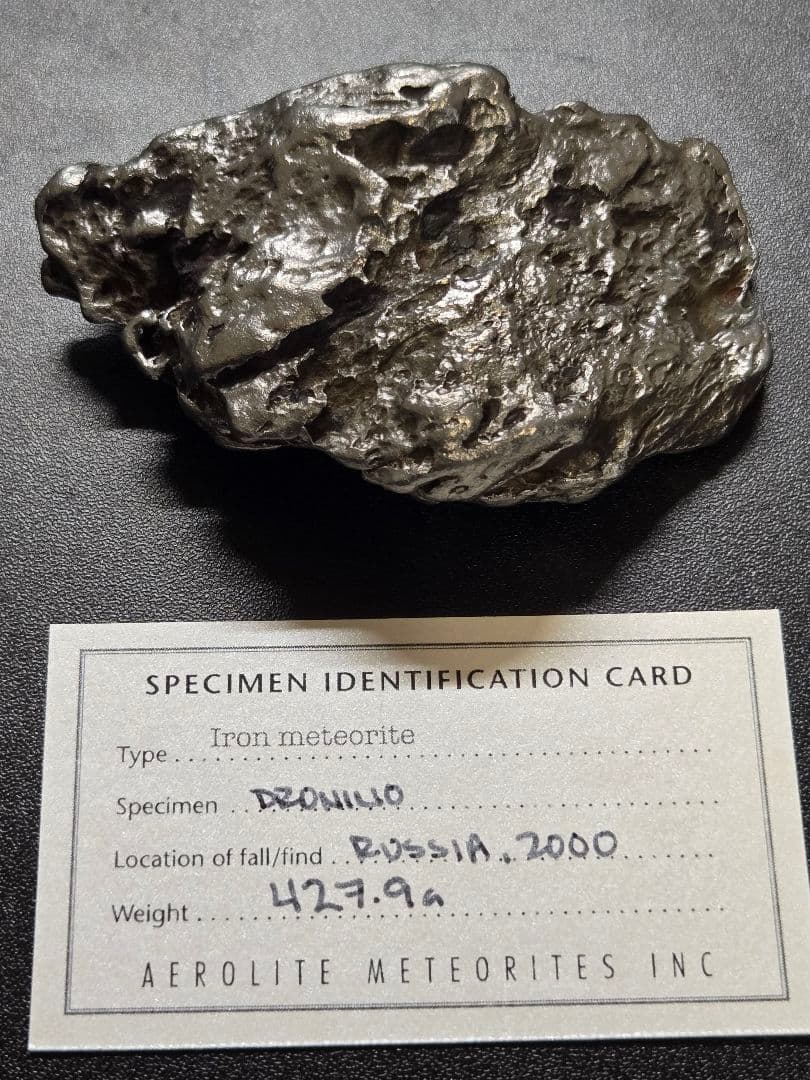 SPECIMEN IDENTIFICATION CARD
Type .... Iron meteorite ....
Specimen .. DRONINO ....
Location of fall/find .. RUSSIA, 2000 ....
Weight .... 427.9g ....
AEROLITE METEORITES INC